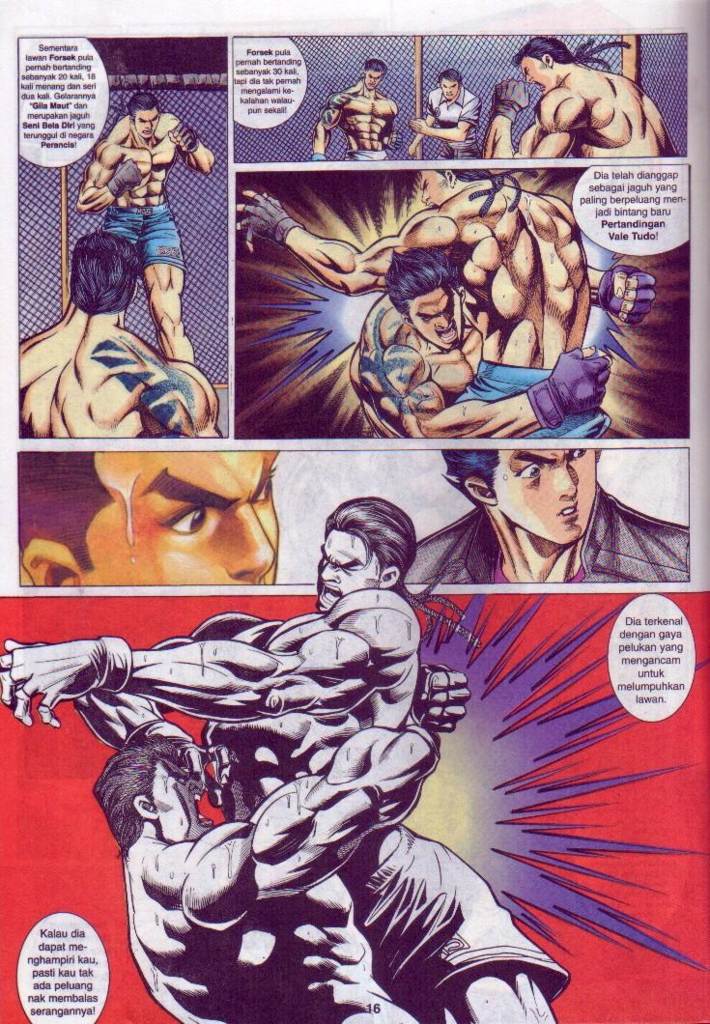 Sementara
lawan Forsek pula
pernah bertanding
sebanyak 20 kali, 18
kali menang dan seri
dua kali. Gelarannya
"Gila Maut" dan
merupakan jaguh
Seni Bela Diri yang
terunggul di negara
Perancis!
Forsek pula
pernah bertanding
sebanyak 30 kali,
tapi dia tak pernah
mengalami ke-
kalahan walau-
pun sekali!
Dia telah dianggap
sebagai jaguh yang
paling berpeluang men-
jadi bintang baru
Pertandingan
Vale Tudo!
Dia terkenal
dengan gaya
pelukan yang
mengancam
untuk
melumpuhkan
lawan.
Kalau dia
dapat me-
nghampiri kau,
pasti kau tak
ada peluang
nak membalas
serangannya!
16